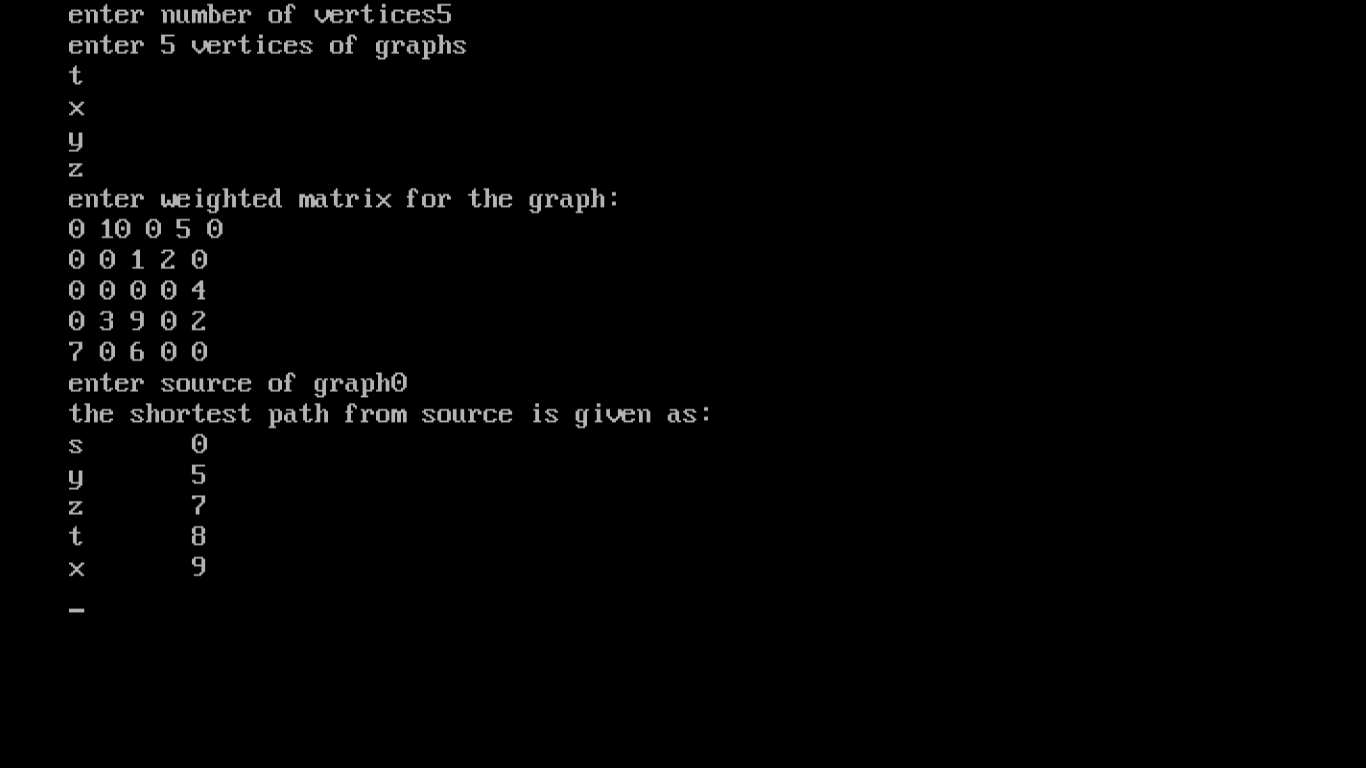 enter number of vertices5
enter 5 vertices of graphs
t
x
y
z
enter weighted matrix for the graph:
0 10 0 5 0
0 0 1 2 0
0 0 0 0 4
0 3 9 0 2
7 0 6 0 0
enter source of graph0
the shortest path from source is given as:
s 0
y 5
z 7
t 8
x 9
_